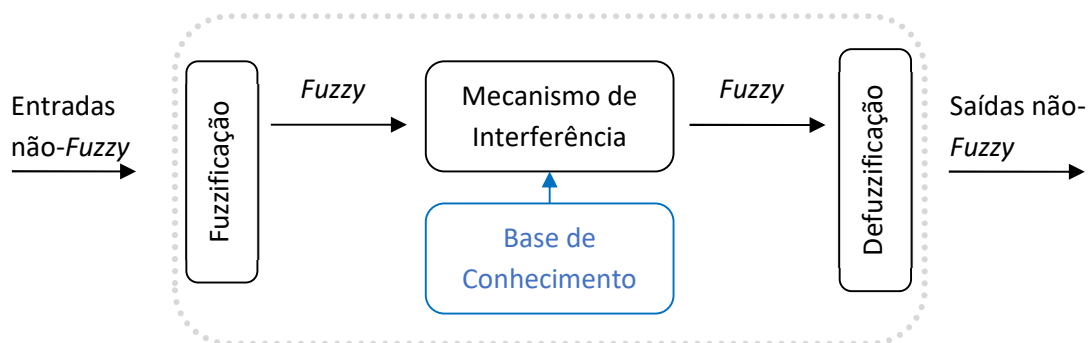 Entradas
não-Fuzzy
Fuzzificação
Fuzzy
Mecanismo de
Interferência
Base de
Conhecimento
Fuzzy
Defuzzificação
Saídas não-
Fuzzy